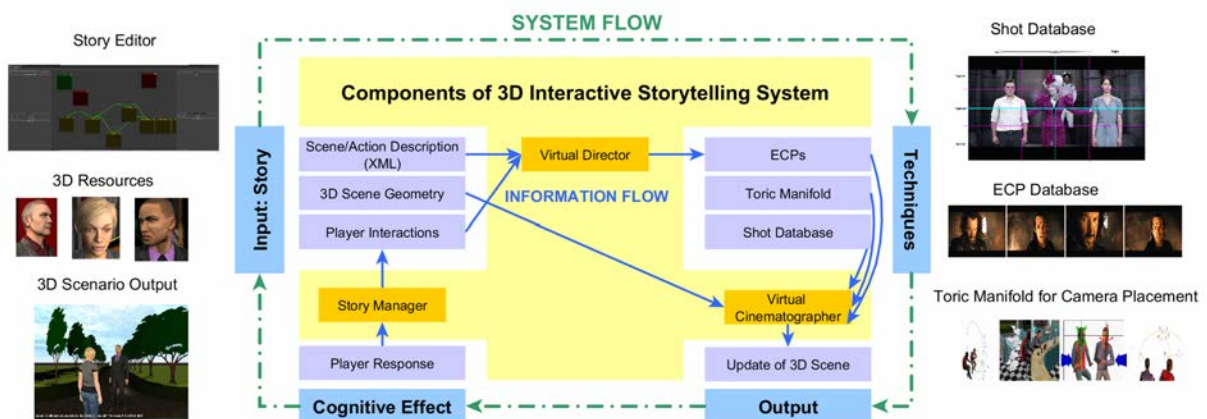 SYSTEM FLOW
Story Editor
3D Resources
3D Scenario Output
Input: Story
Components of 3D Interactive Storytelling System
Scene/Action Description
(XML)
3D Scene Geometry
Player Interactions
Virtual Director
INFORMATION FLOW
ECPs
Toric Manifold
Shot Database
Story Manager
Virtual
Cinematographer
Player Response
Update of 3D Scene
Cognitive Effect
Output
Techniques
Shot Database
ECP Database
Toric Manifold for Camera Placement